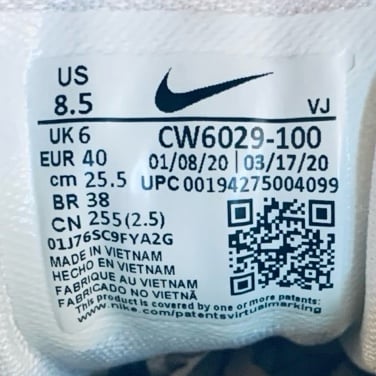 US
8.5
VJ
UK 6
CW6029-100
EUR 40
01/08/20 | 03/17/20
cm 25.5
UPC 00194275004099
BR 38
CN 255 (2.5)
01J76SC9FYA2G
MADE IN VIETNAM
HECHO EN VIETNAM
FABRIQUE AU VIETNAM
FABRICADO NO VIETNÃ
This product is covered by one or more patents:
www.nike.com/patentsvirtualmarking